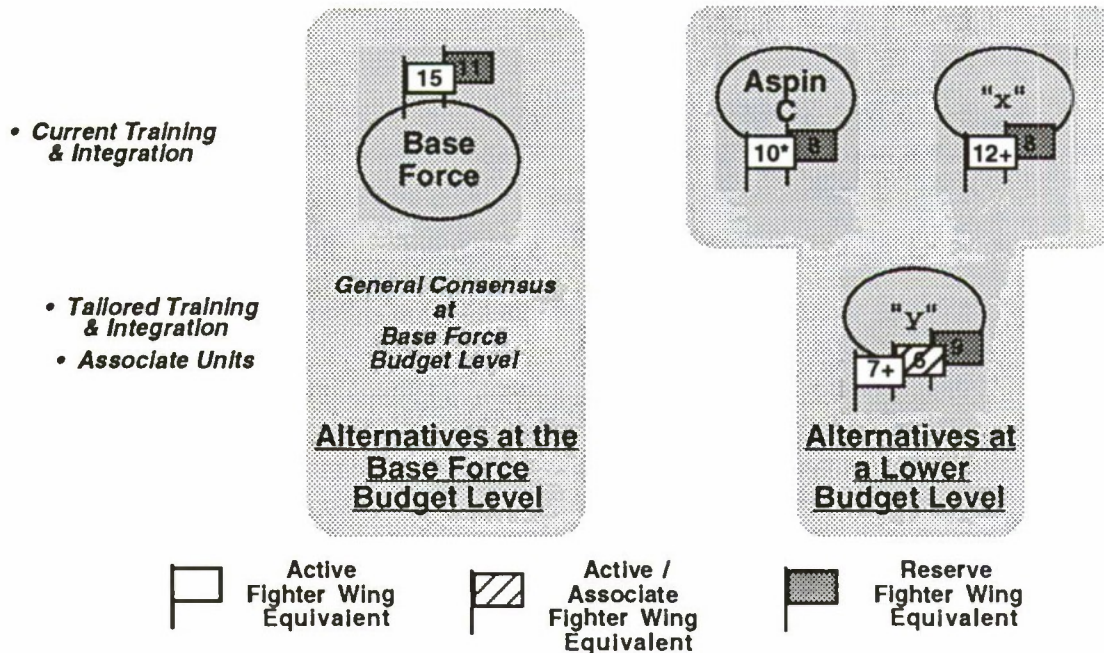 • Current Training
& Integration
• Tailored Training
& Integration
• Associate Units
15
11
Base
Force
General Consensus
at
Base Force
Budget Level
Alternatives at the
Base Force
Budget Level
Aspin
C
10*
8
"x"
12+
8
"y"
7+
9
Alternatives at
a Lower
Budget Level
Active
Fighter Wing
Equivalent
Active /
Associate
Fighter Wing
Equivalent
Reserve
Fighter Wing
Equivalent